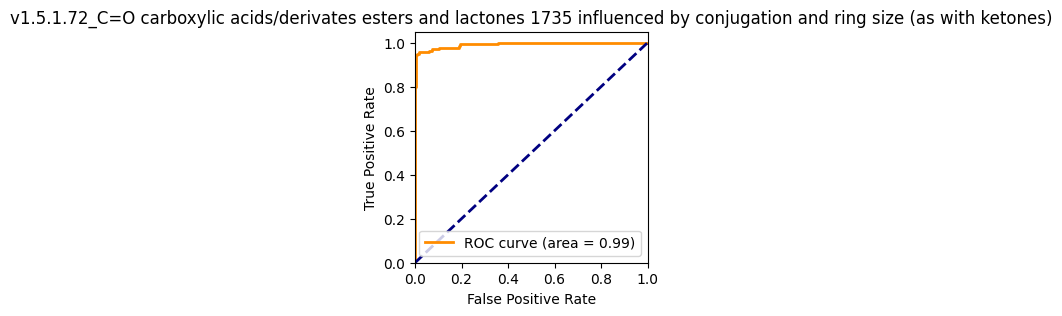 v1.5.1.72_C=O carboxylic acids/derivates esters and lactones 1735 influenced by conjugation and ring size (as with ketones)
1.0
0.8
0.6
0.4
0.2
0.0
True Positive Rate
ROC curve (area = 0.99)
0.0 0.2 0.4 0.6 0.8 1.0
False Positive Rate